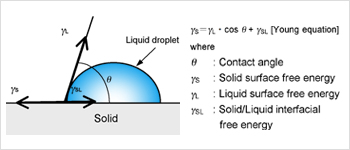 γL
Liquid droplet
θ
γS
γSL
Solid
γs=γL · cos θ + γSL [Young equation]
where
θ : Contact angle
γS : Solid surface free energy
γL : Liquid surface free energy
γSL : Solid/Liquid interfacial
free energy